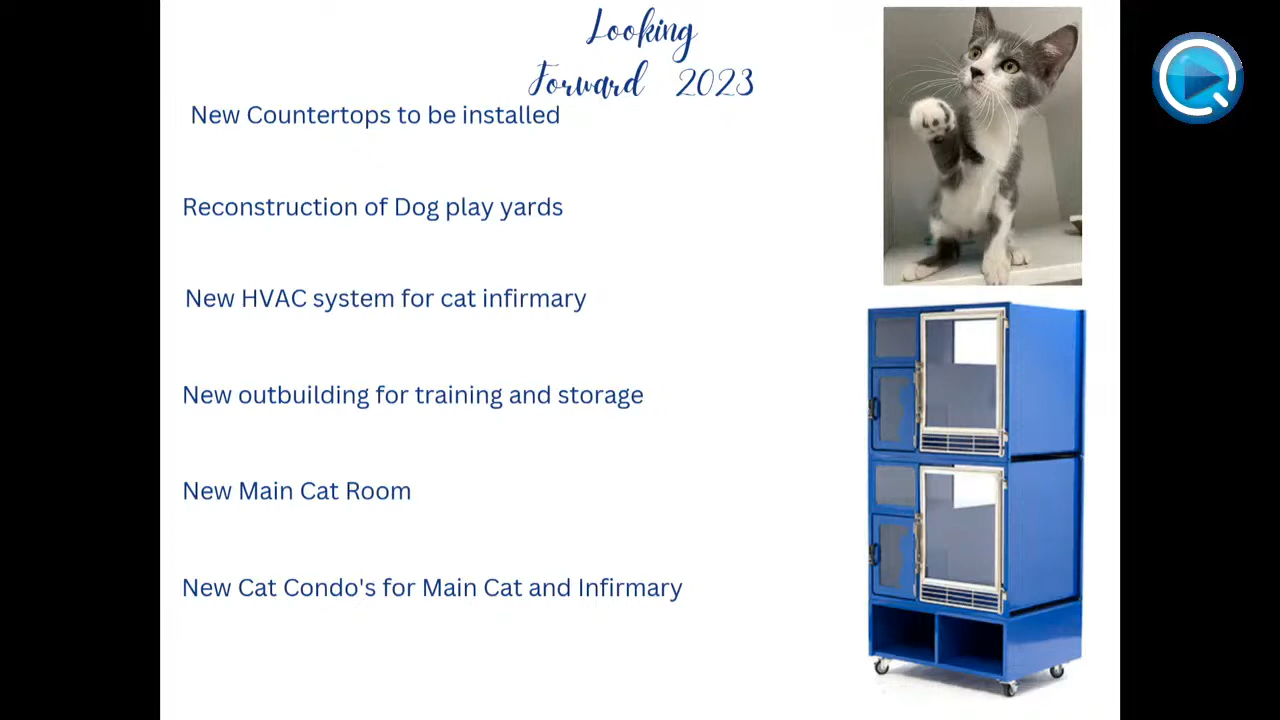 Looking
Forward 2023
New Countertops to be installed
Reconstruction of Dog play yards
New HVAC system for cat infirmary
New outbuilding for training and storage
New Main Cat Room
New Cat Condo's for Main Cat and Infirmary